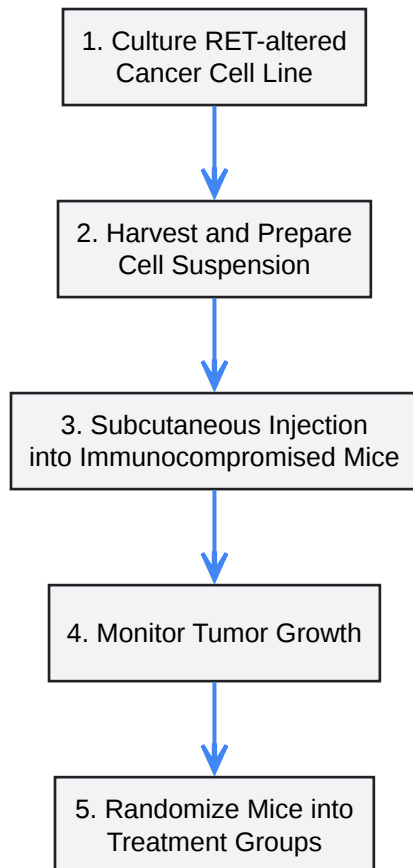 1. Culture RET-altered
Cancer Cell Line
2. Harvest and Prepare
Cell Suspension
3. Subcutaneous Injection
into Immunocompromised Mice
4. Monitor Tumor Growth
5. Randomize Mice into
Treatment Groups